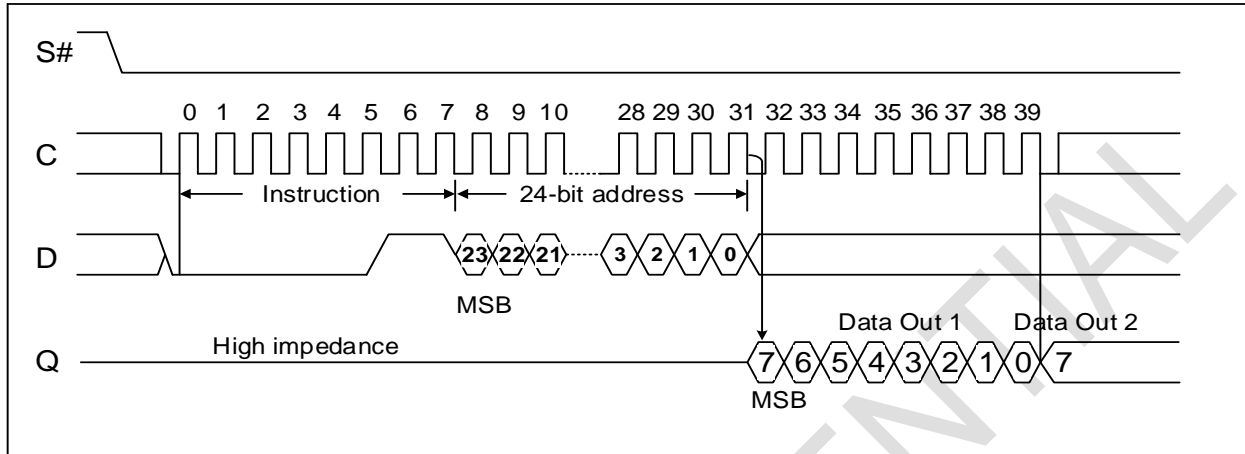 S#
0 1 2 3 4 5 6 7 8 9 10 28 29 30 31 32 33 34 35 36 37 38 39
C
Instruction 24-bit address
D 23 22 21 3 2 1 0
MSB
Data Out 1 Data Out 2
High impedance
Q 7 6 5 4 3 2 1 0 7
MSB